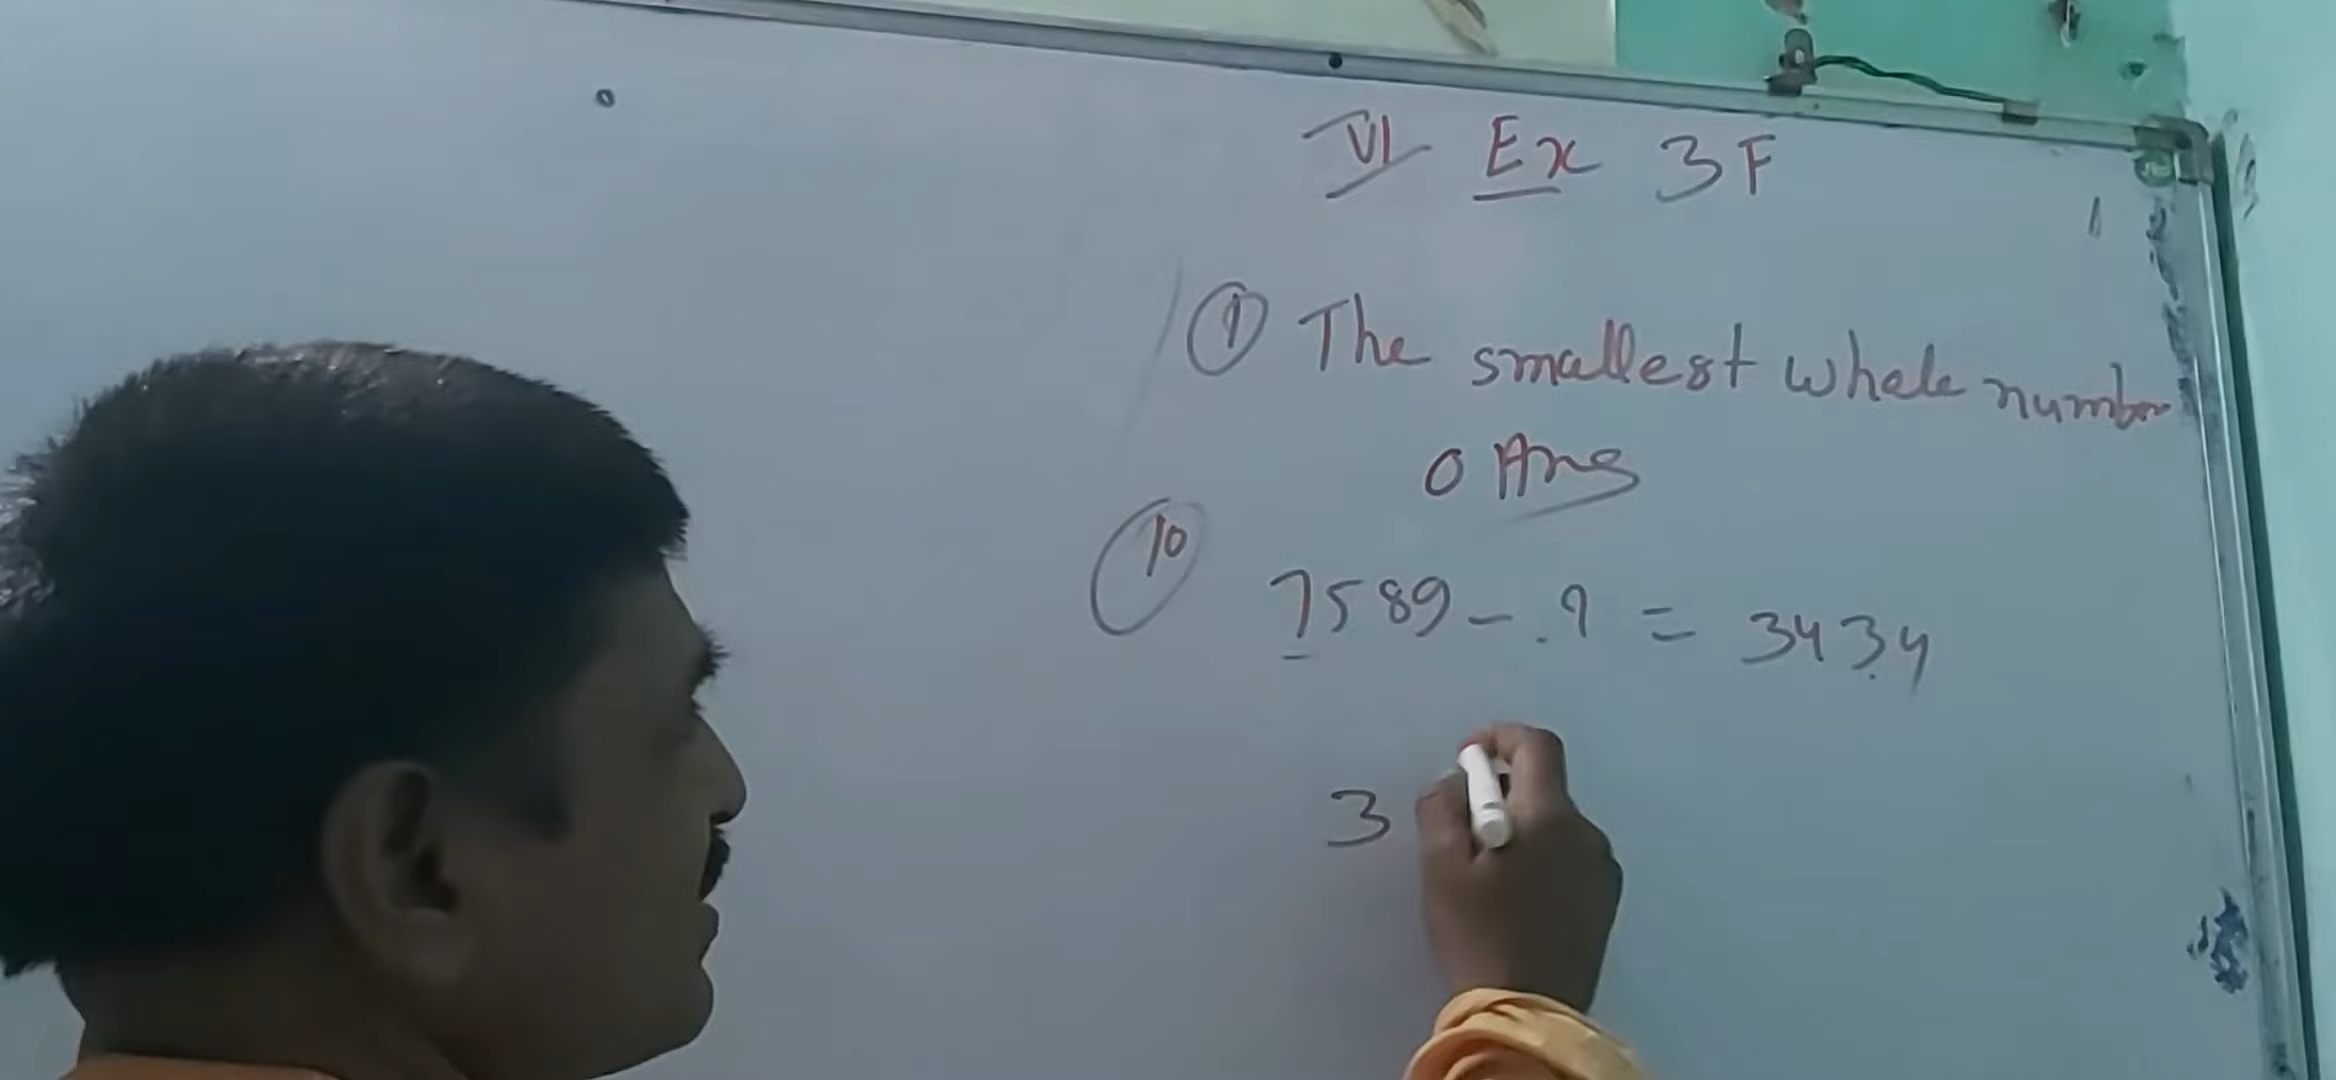 VI Ex 3F
① The smallest whole number
0 Ans
⑩ 7589 - ? = 3434
3